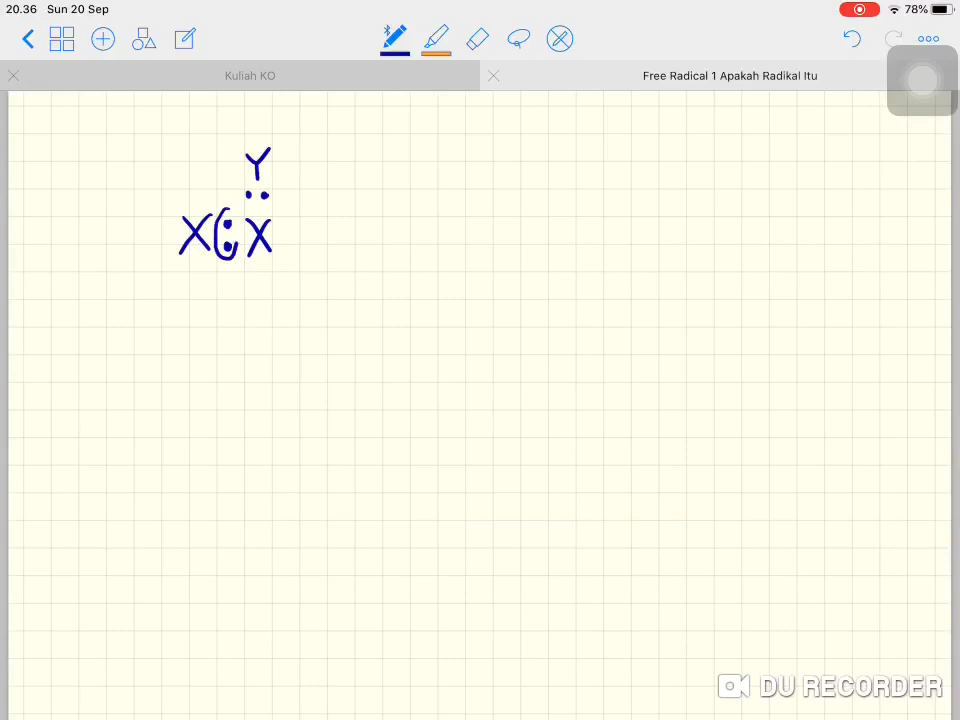 20.36 Sun 20 Sep
78%
Kuliah KO
Free Radical 1 Apakah Radikal Itu
Y
X X
DU RECORDER